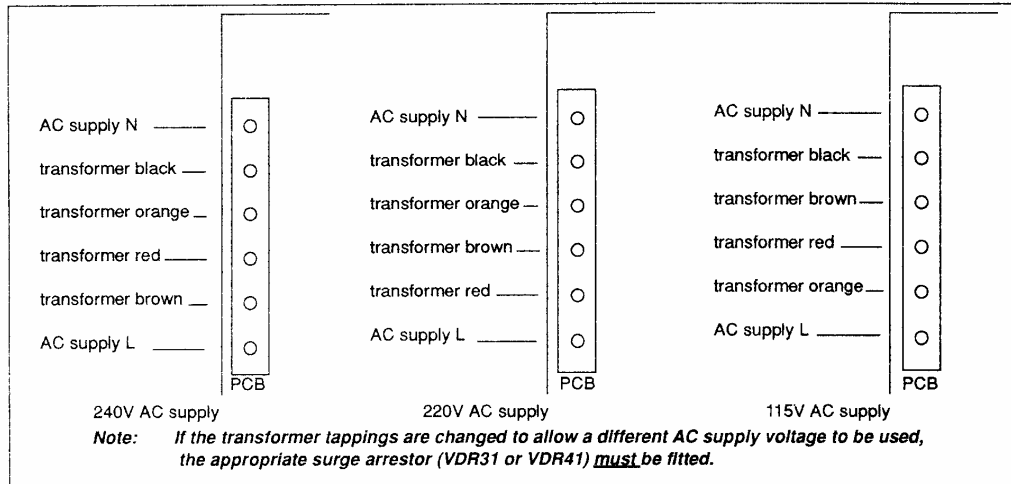 AC supply N
transformer black
transformer orange
transformer red
transformer brown
AC supply L
PCB
240V AC supply
AC supply N
transformer black
transformer orange
transformer brown
transformer red
AC supply L
PCB
220V AC supply
AC supply N
transformer black
transformer brown
transformer red
transformer orange
AC supply L
PCB
115V AC supply
Note: If the transformer tappings are changed to allow a different AC supply voltage to be used,
the appropriate surge arrestor (VDR31 or VDR41) must be fitted.